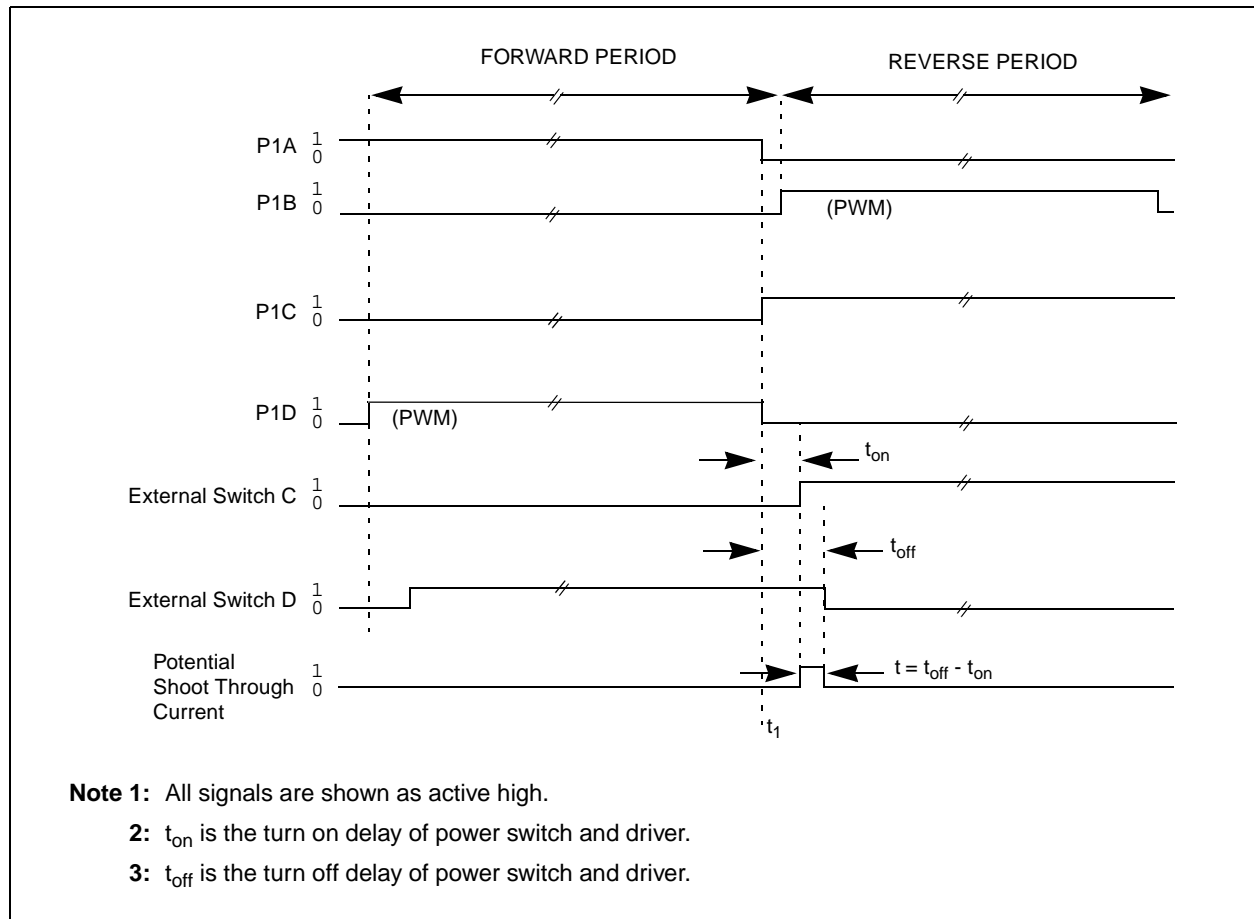 FORWARD PERIOD
REVERSE PERIOD
P1A 1 0
P1B 1 0
(PWM)
P1C 1 0
P1D 1 0
(PWM)
ton
External Switch C 1 0
toff
External Switch D 1 0
Potential
Shoot Through
Current
1 0
t = toff - ton
t1
Note 1: All signals are shown as active high.
2: ton is the turn on delay of power switch and driver.
3: toff is the turn off delay of power switch and driver.